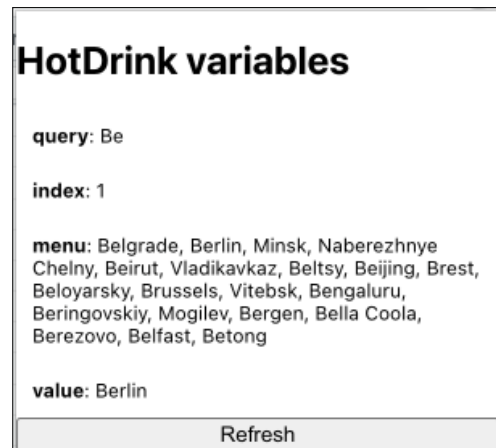 HotDrink variables
query: Be
index: 1
menu: Belgrade, Berlin, Minsk, Naberezhnye
Chelny, Beirut, Vladikavkaz, Beltsy, Beijing, Brest,
Beloyarsky, Brussels, Vitebsk, Bengaluru,
Beringovskiy, Mogilev, Bergen, Bella Coola,
Berezovo, Belfast, Betong
value: Berlin
Refresh